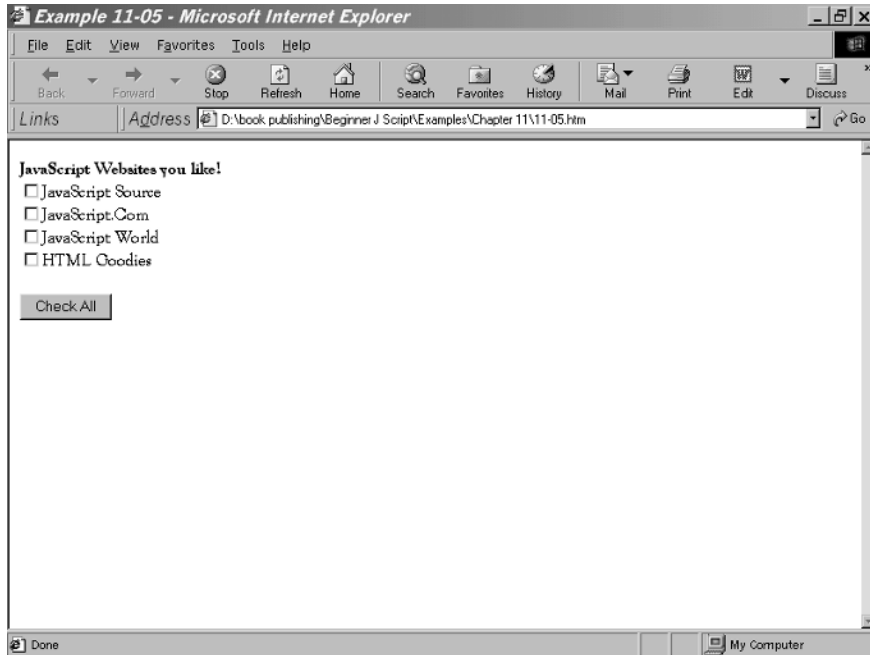 Example 11-05 - Microsoft Internet Explorer
File Edit View Favorites Tools Help
Back Forward Stop Refresh Home Search Favorites History Mail Print Edit Discuss »
Links Address D:\book publishing\Beginner J Script\Examples\Chapter 11\11-05.htm Go
JavaScript Websites you like!
JavaScript Source
JavaScript.Com
JavaScript World
HTML Goodies
Check All
Done My Computer